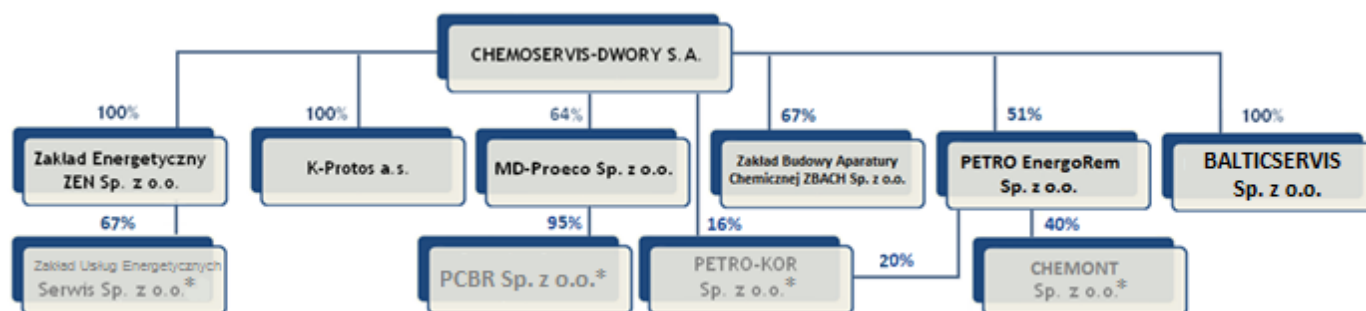 CHEMOSERVIS-DWORY S.A.
100%
100%
64%
67%
51%
100%
Zakład Energetyczny
ZEN Sp. z o.o.
K-Protos a.s.
MD-Proeco Sp. z o.o.
Zakład Budowy Aparatury
Chemicznej ZBACH Sp. z o.o.
PETRO EnergoRem
Sp. z o.o.
BALTICSERVIS
Sp. z o.o.
67%
95%
16%
20%
40%
Zakład Usług Energetycznych
Serwis Sp. z o.o.*
PCBR Sp. z o.o.*
PETRO-KOR
Sp. z o.o.*
CHEMONT
Sp. z o.o.*